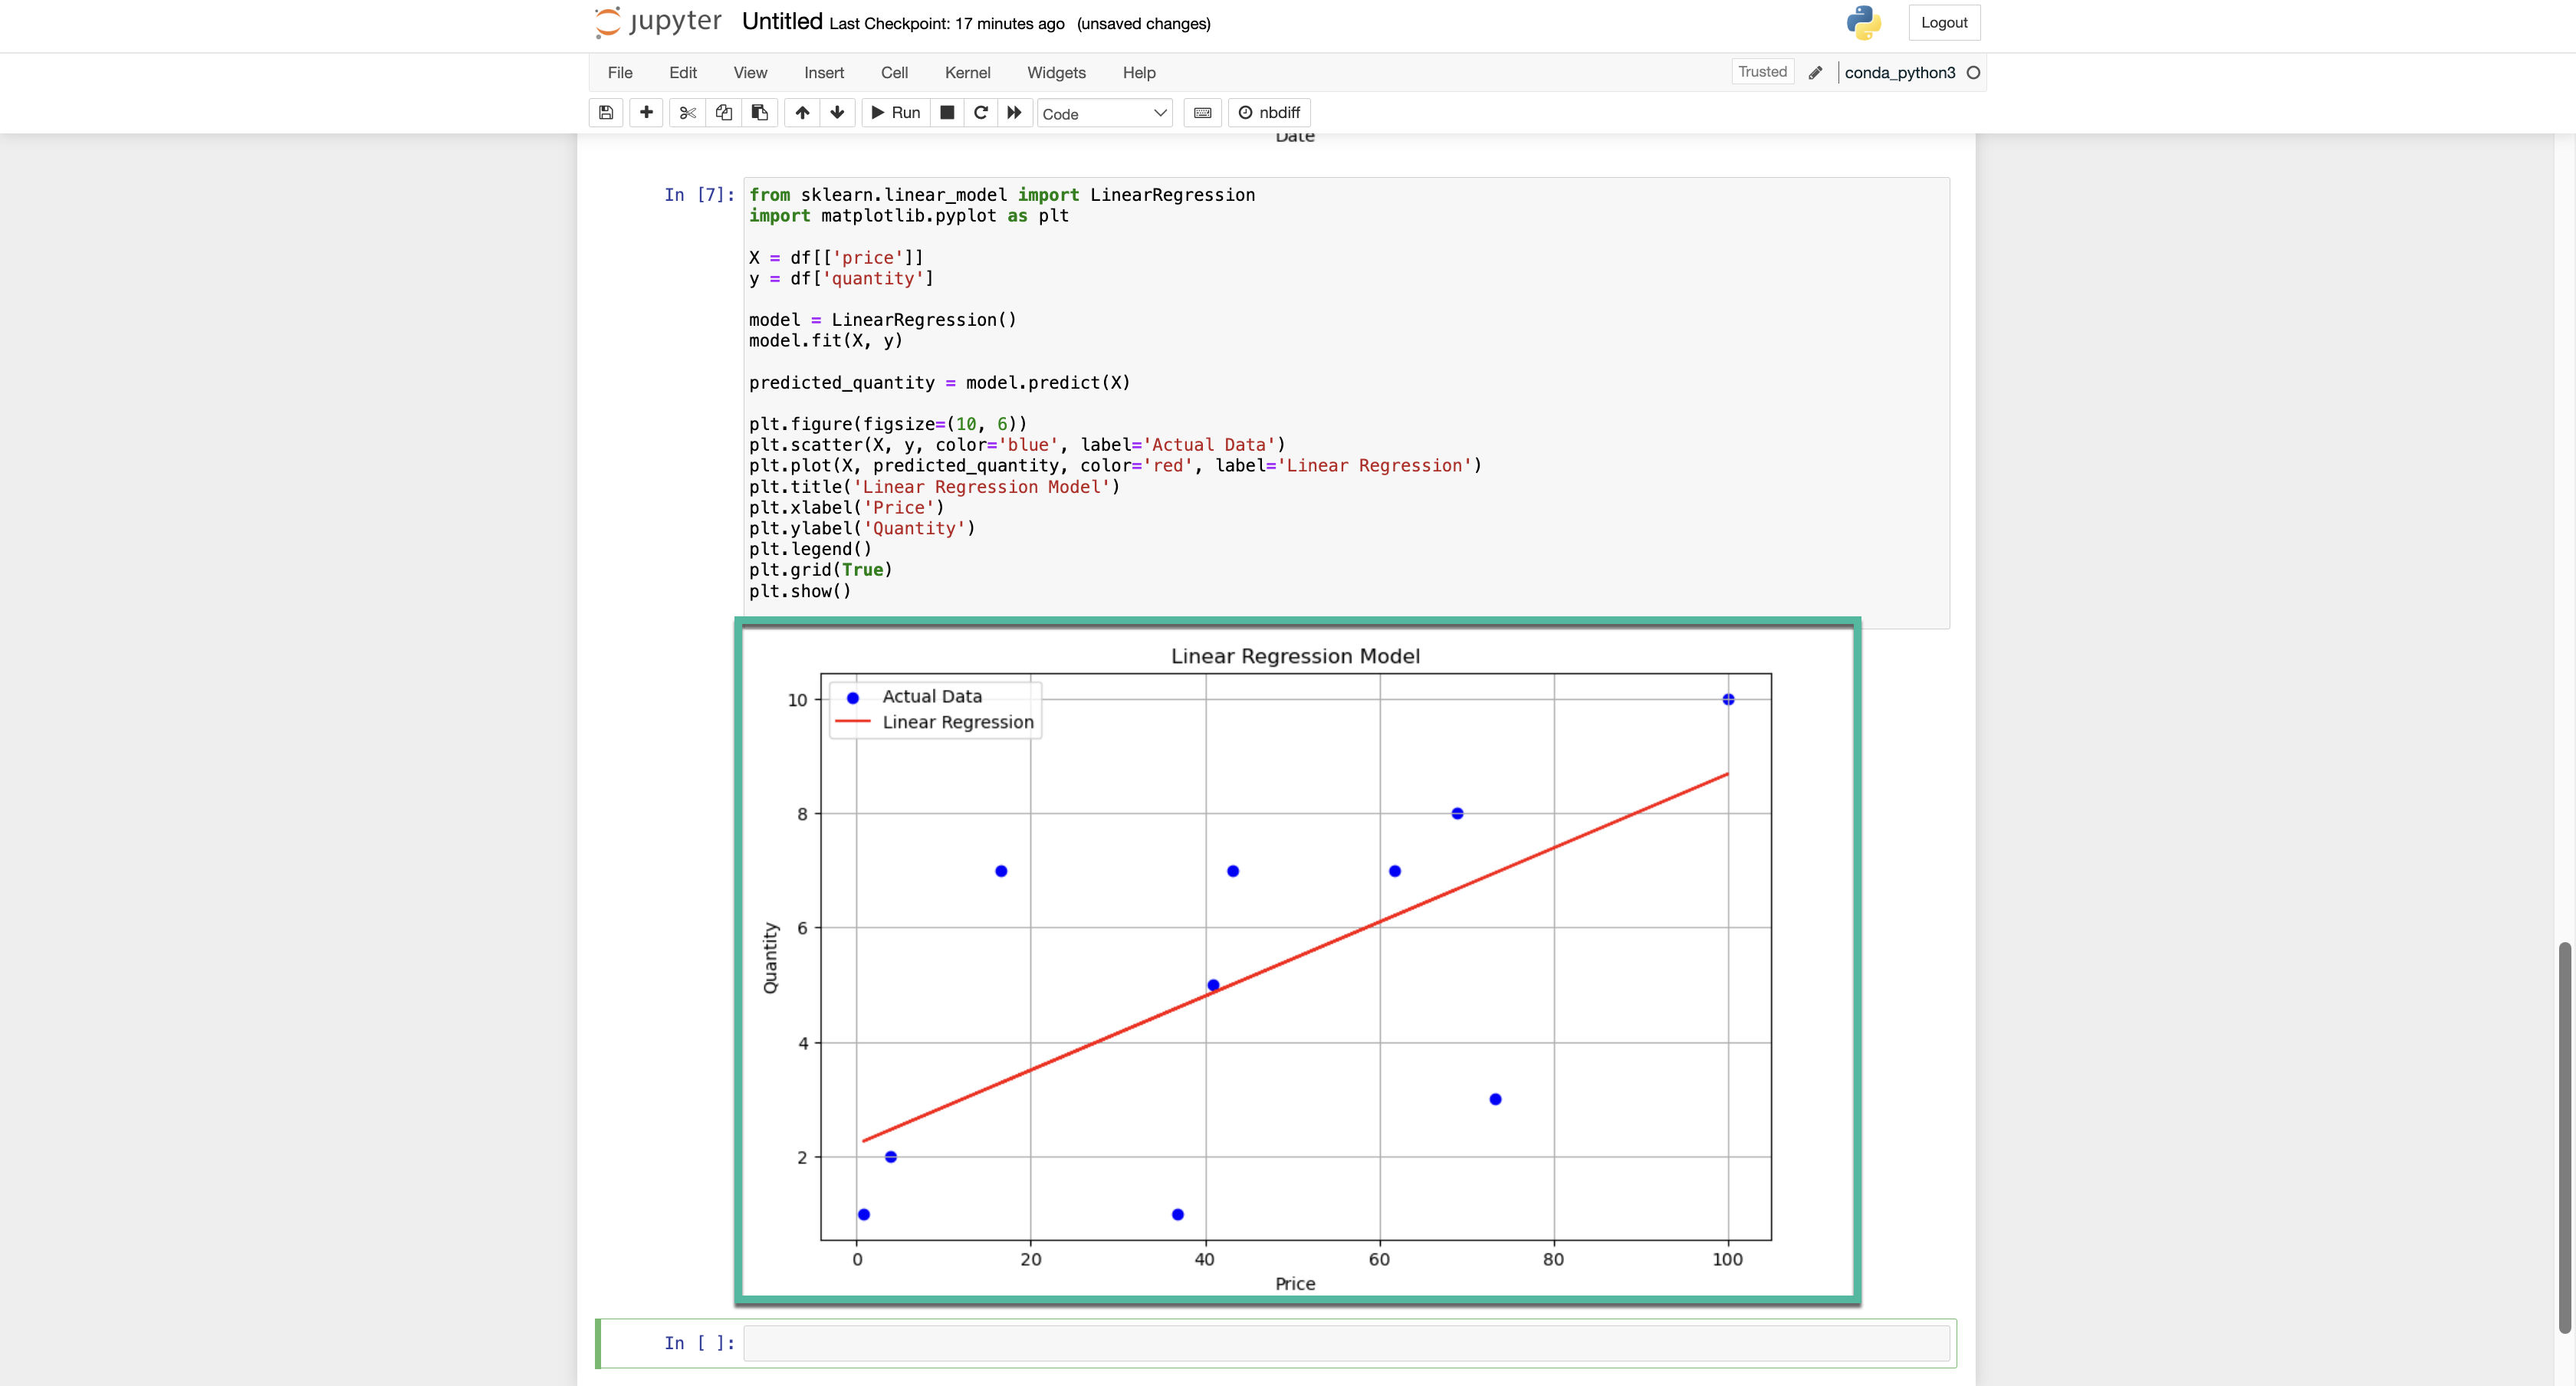 jupyter Untitled Last Checkpoint: 17 minutes ago (unsaved changes) Logout
File Edit View Insert Cell Kernel Widgets Help Trusted conda_python3
Run Code nbdiff
Date
In [7]: from sklearn.linear_model import LinearRegression
import matplotlib.pyplot as plt
X = df[['price']]
y = df['quantity']
model = LinearRegression()
model.fit(X, y)
predicted_quantity = model.predict(X)
plt.figure(figsize=(10, 6))
plt.scatter(X, y, color='blue', label='Actual Data')
plt.plot(X, predicted_quantity, color='red', label='Linear Regression')
plt.title('Linear Regression Model')
plt.xlabel('Price')
plt.ylabel('Quantity')
plt.legend()
plt.grid(True)
plt.show()
Linear Regression Model
Actual Data
Linear Regression
10
8
6
4
2
Quantity
0 20 40 60 80 100
Price
In [ ]: